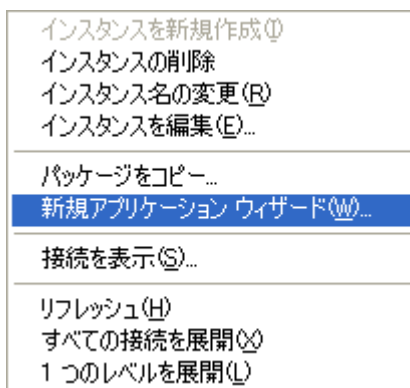 インスタンスを新規作成(I)
インスタンスの削除
インスタンス名の変更(R)
インスタンスを編集(E)...
パッケージをコピー...
新規アプリケーション ウィザード(W)...
接続を表示(S)...
リフレッシュ(H)
すべての接続を展開(X)
1 つのレベルを展開(L)